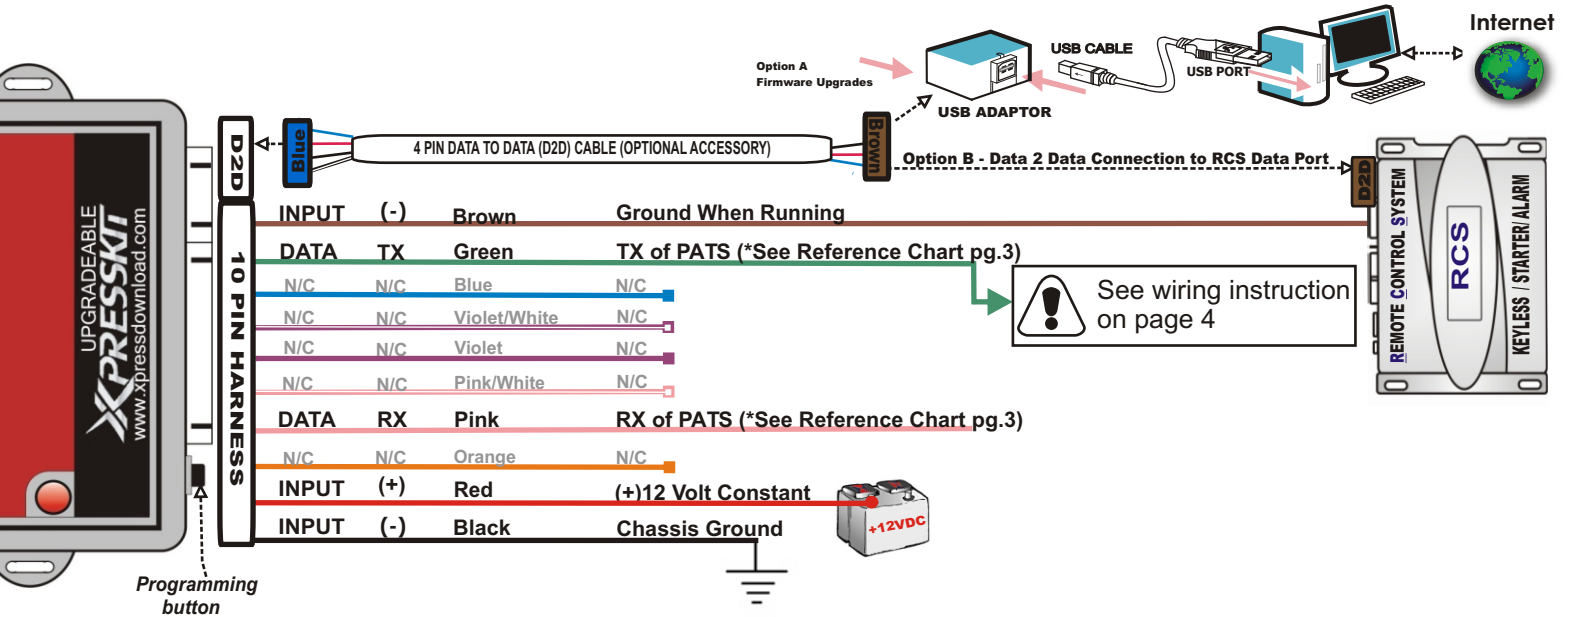 Internet
Option A
Firmware Upgrades
USB CABLE
USB PORT
USB ADAPTOR
D2D
Blue
4 PIN DATA TO DATA (D2D) CABLE (OPTIONAL ACCESSORY)
Brown
Option B - Data 2 Data Connection to RCS Data Port
D2D
REMOTE CONTROL SYSTEM
RCS
KEYLESS / STARTER/ ALARM
UPGRADEABLE
XPRESSKIT
www.xpressdownload.com
10 PIN HARNESS
INPUT (-) Brown Ground When Running
DATA TX Green TX of PATS (*See Reference Chart pg.3)
N/C N/C Blue N/C
N/C N/C Violet/White N/C
N/C N/C Violet N/C
N/C N/C Pink/White N/C
DATA RX Pink RX of PATS (*See Reference Chart pg.3)
N/C N/C Orange N/C
INPUT (+) Red (+)12 Volt Constant
INPUT (-) Black Chassis Ground
See wiring instruction
on page 4
+12VDC
Programming
button